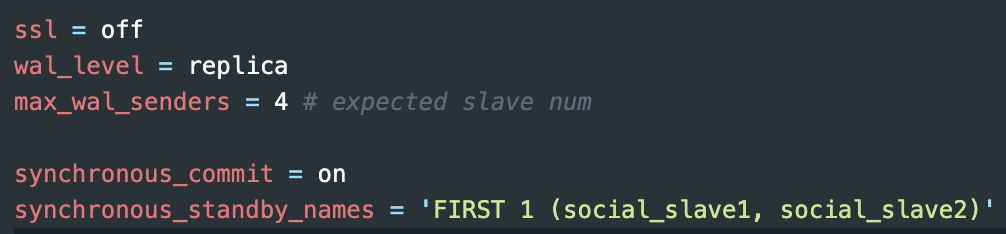 ssl = off
wal_level = replica
max_wal_senders = 4 # expected slave num
synchronous_commit = on
synchronous_standby_names = 'FIRST 1 (social_slave1, social_slave2)'